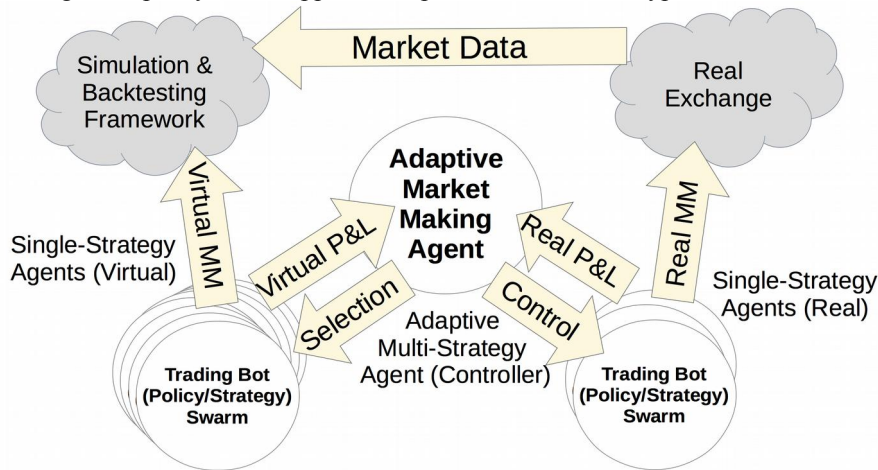 Market Data
Simulation &
Backtesting
Framework
Real
Exchange
Adaptive
Market
Making
Agent
Virtual MM
Virtual P&L
Selection
Real P&L
Control
Real MM
Single-Strategy
Agents (Virtual)
Single-Strategy
Agents (Real)
Adaptive
Multi-Strategy
Agent (Controller)
Trading Bot
(Policy/Strategy)
Swarm
Trading Bot
(Policy/Strategy)
Swarm